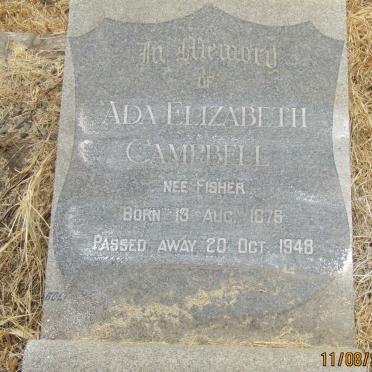 In Memory
OF
ADA ELIZABETH
CAMPBELL
NEE FISHER
BORN 13 AUG. 1876
PASSED AWAY 20 OCT. 1948
11/08/2